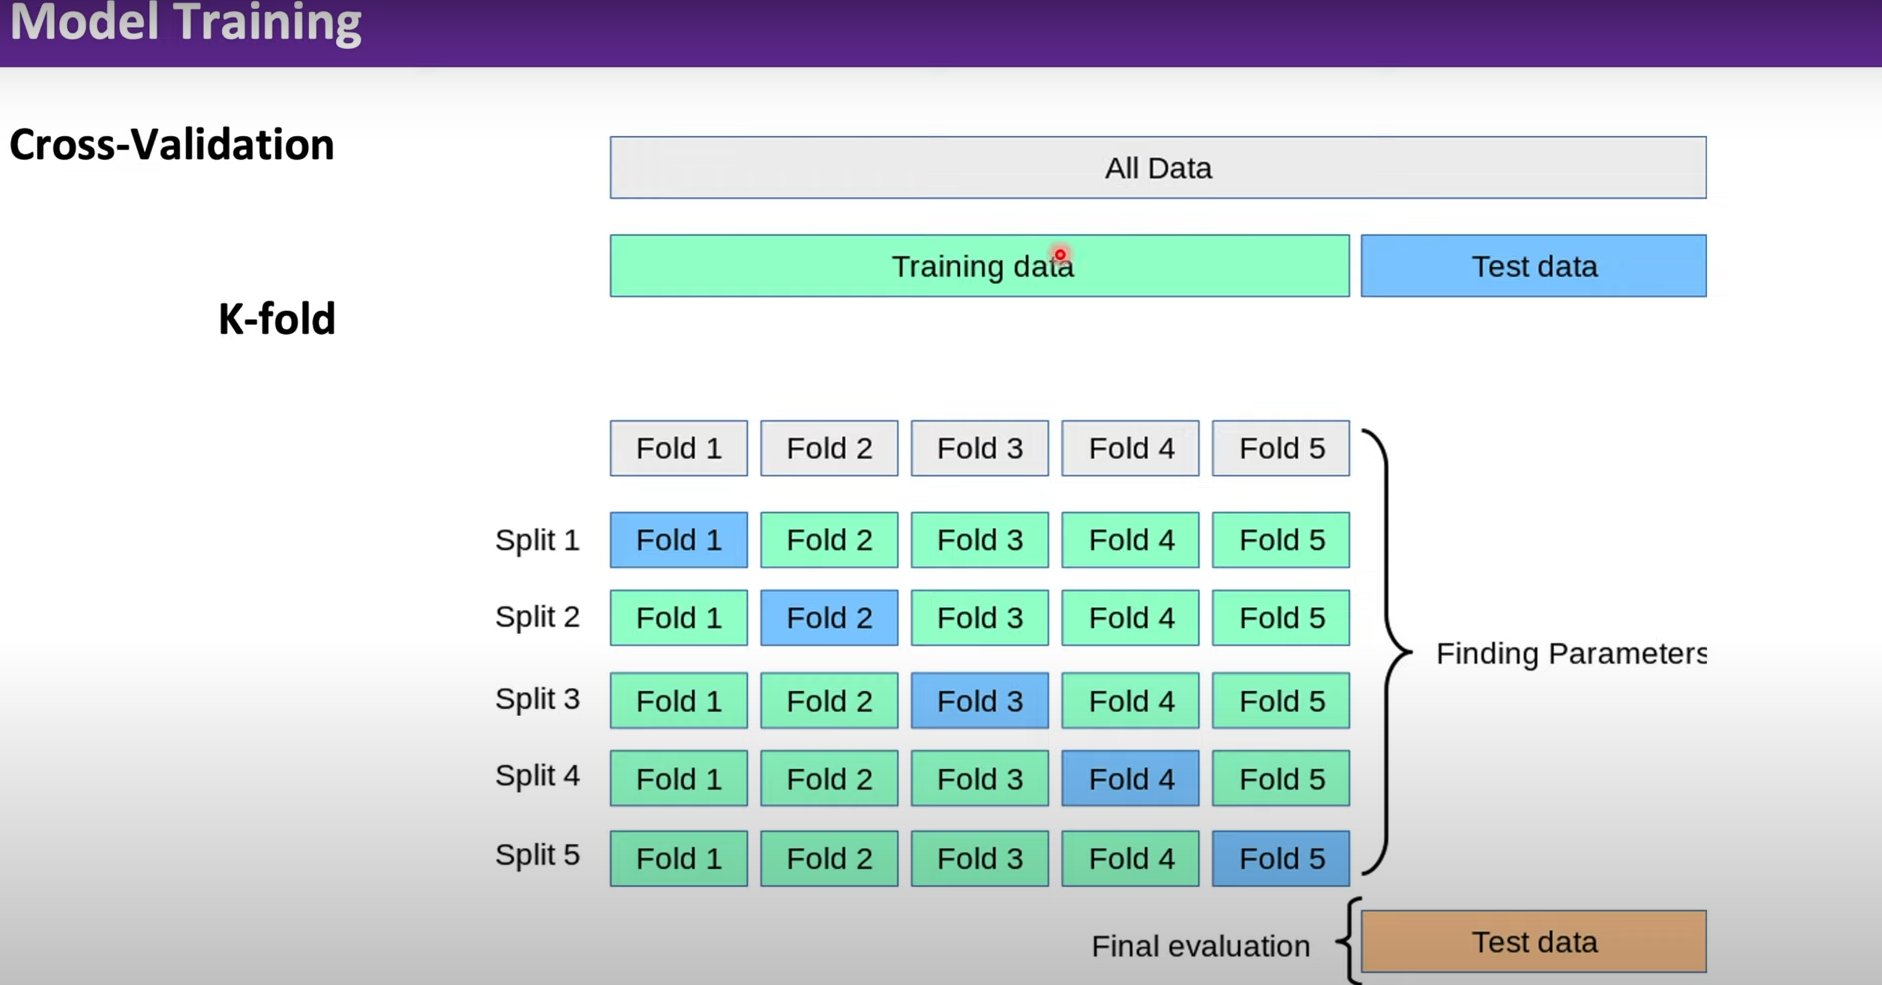 Model Training
Cross-Validation
All Data
Training data Test data
K-fold
Fold 1 Fold 2 Fold 3 Fold 4 Fold 5
Split 1 Fold 1 Fold 2 Fold 3 Fold 4 Fold 5
Split 2 Fold 1 Fold 2 Fold 3 Fold 4 Fold 5
Finding Parameters
Split 3 Fold 1 Fold 2 Fold 3 Fold 4 Fold 5
Split 4 Fold 1 Fold 2 Fold 3 Fold 4 Fold 5
Split 5 Fold 1 Fold 2 Fold 3 Fold 4 Fold 5
Final evaluation Test data